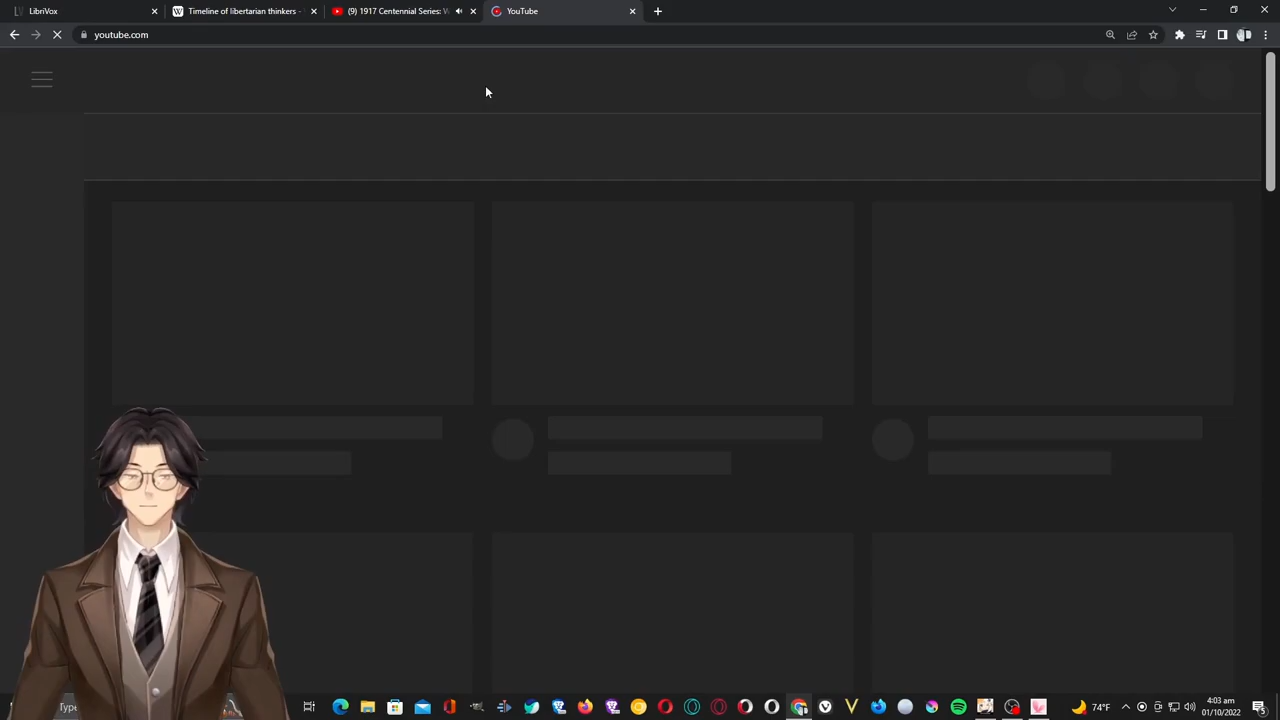 LibriVox
Timeline of libertarian thinkers -
(9) 1917 Centennial Series: V
YouTube
youtube.com
Type
74°F
4:03 am
01/10/2022